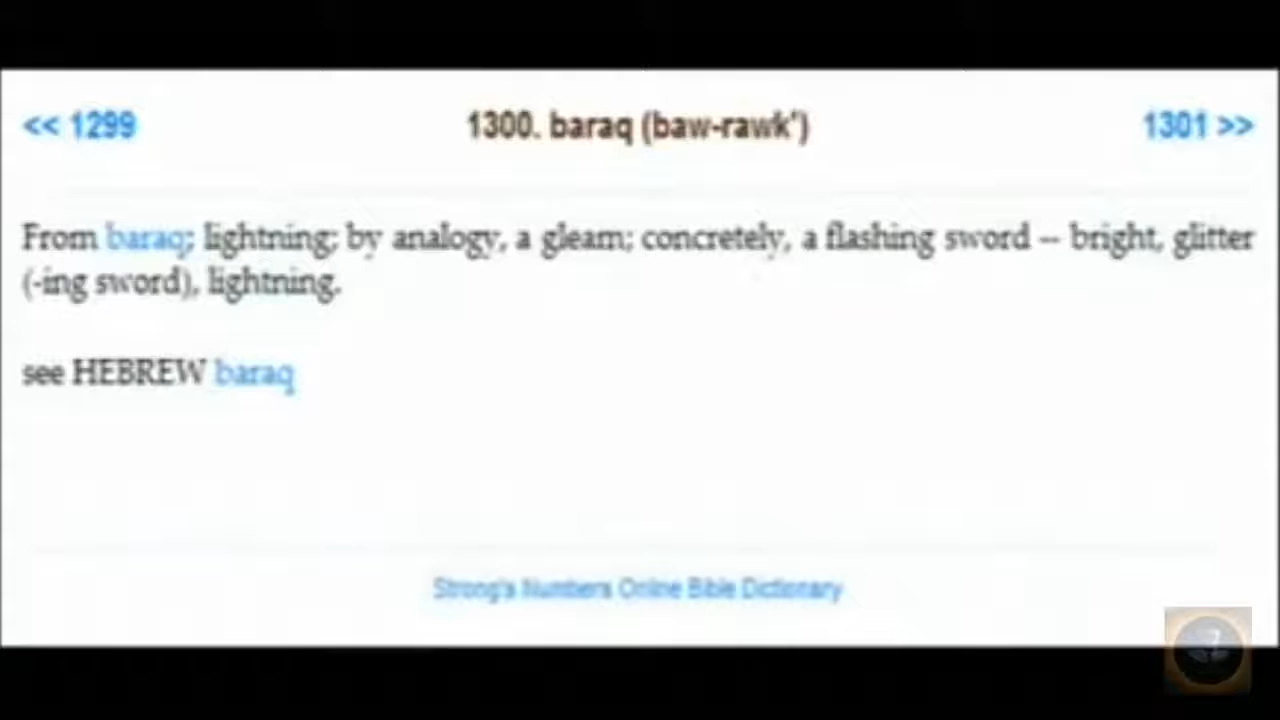 << 1299
1300. baraq (baw-rawk')
1301 >>
From baraq; lightning; by analogy, a gleam; concretely, a flashing sword -- bright, glitter
(-ing sword), lightning.
see HEBREW baraq
Strong's Numbers Online Bible Dictionary